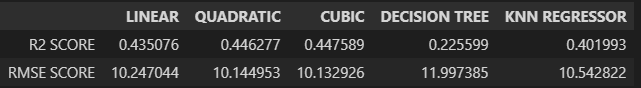 LINEAR QUADRATIC CUBIC DECISION TREE KNN REGRESSOR
R2 SCORE 0.435076 0.446277 0.447589 0.225599 0.401993
RMSE SCORE 10.247044 10.144953 10.132926 11.997385 10.542822